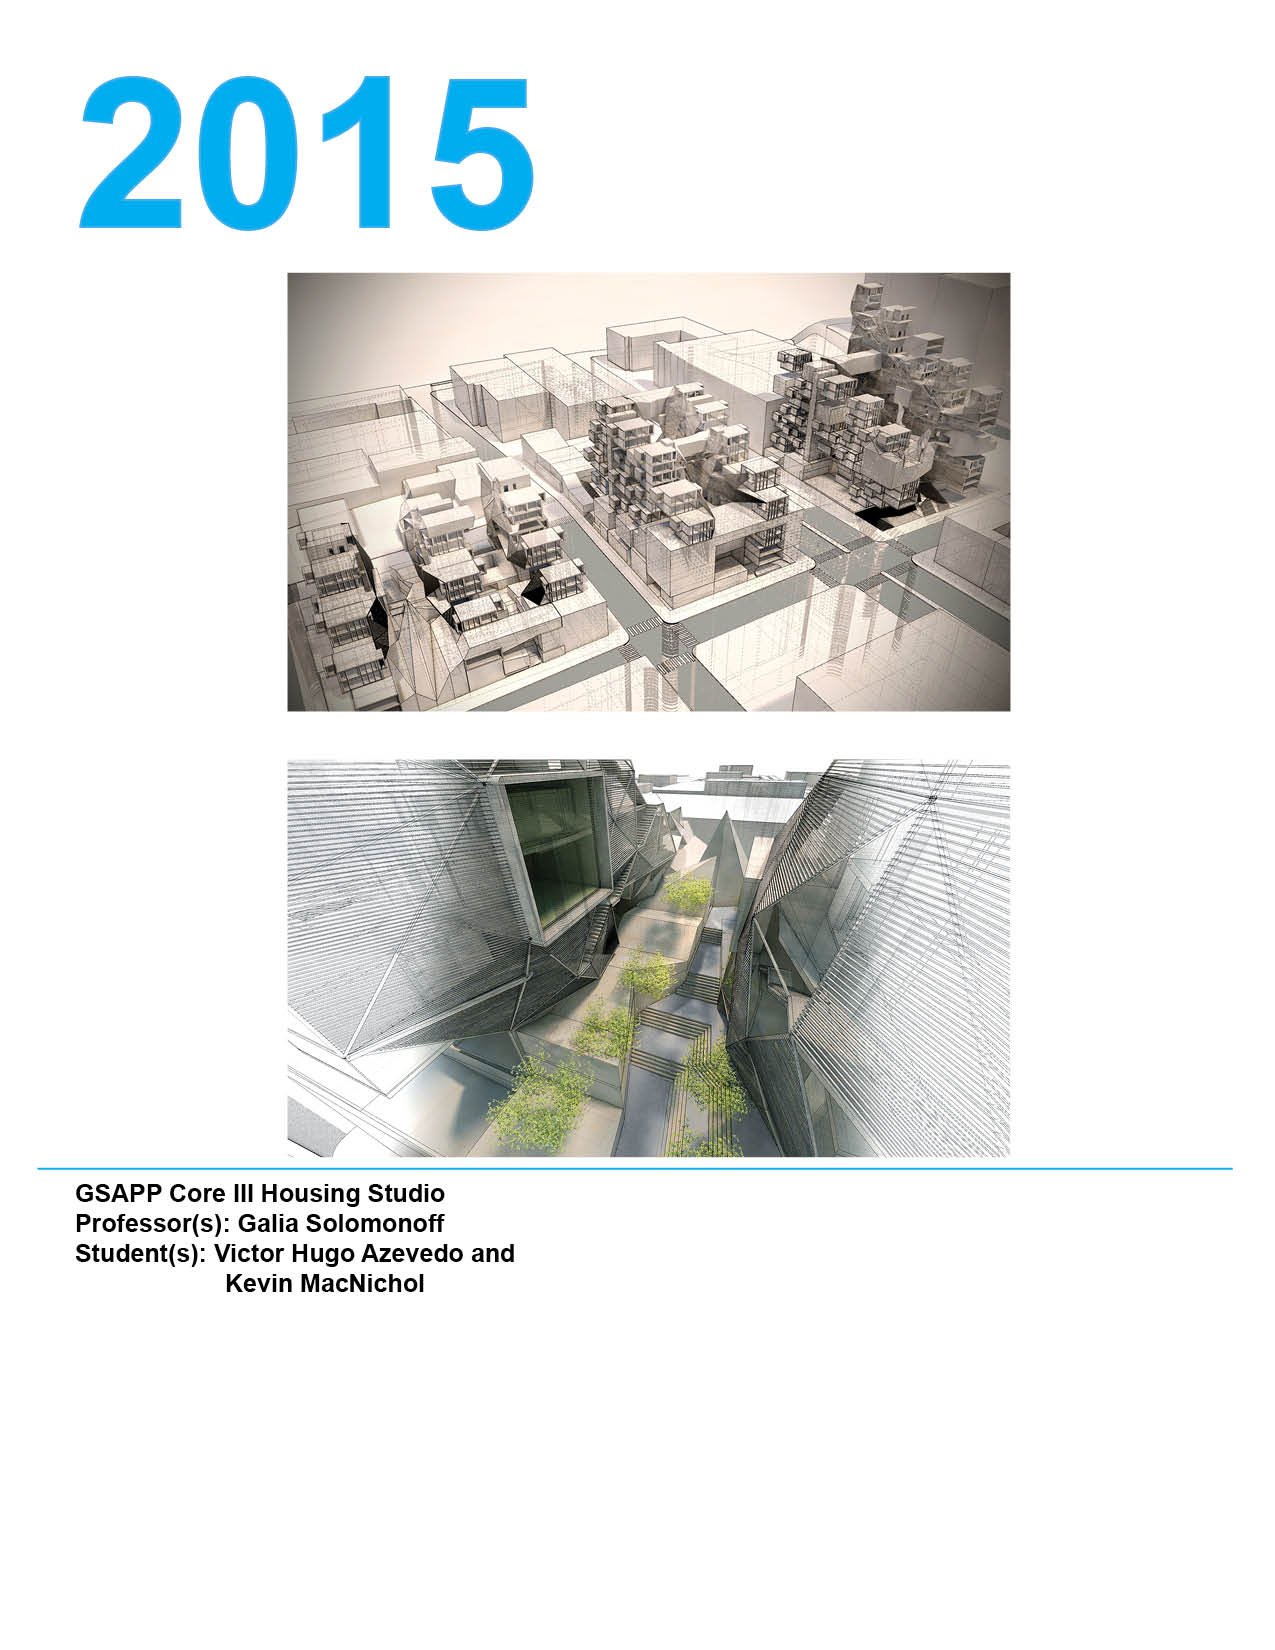 2015
GSAPP Core III Housing Studio
Professor(s): Galia Solomonoff
Student(s): Victor Hugo Azevedo and
Kevin MacNichol